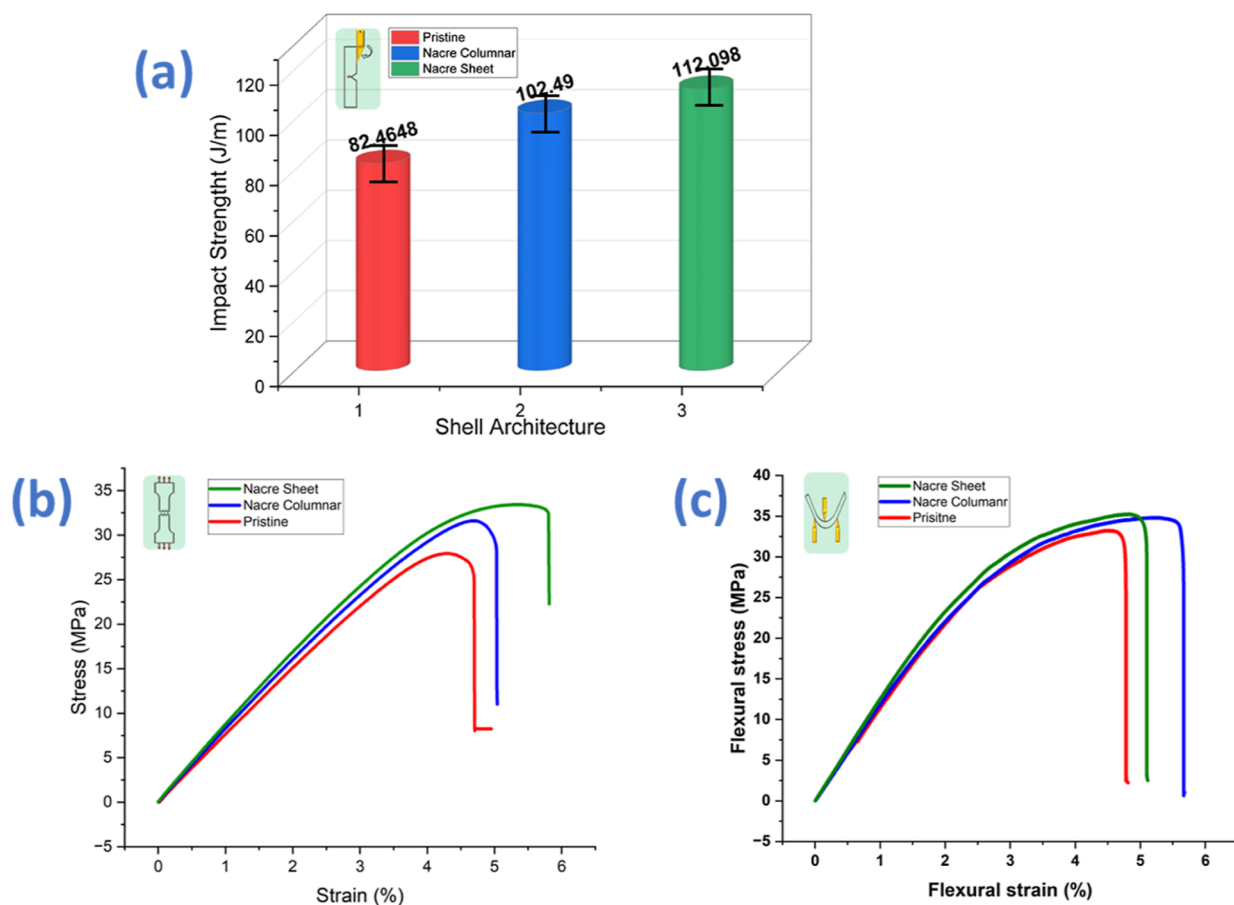 (a)
Pristine
Nacre Columnar
Nacre Sheet
82.4648
102.49
112.098
Impact Strenght (J/m)
120
100
80
60
40
20
0
1 2 3
Shell Architecture
(b)
Nacre Sheet
Nacre Columnar
Pristine
Stress (MPa)
35
30
25
20
15
10
5
0
−5
0 1 2 3 4 5 6
Strain (%)
(c)
Nacre Sheet
Nacre Columanr
Prisitne
Flexural stress (MPa)
40
35
30
25
20
15
10
5
0
−5
0 1 2 3 4 5 6
Flexural strain (%)